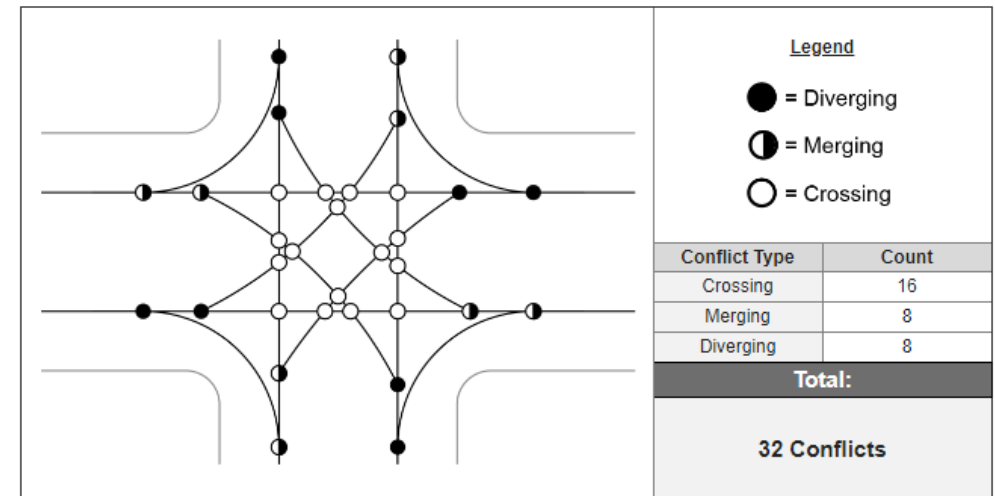 Legend
= Diverging
= Merging
= Crossing
Conflict Type Count
Crossing 16
Merging 8
Diverging 8
Total:
32 Conflicts